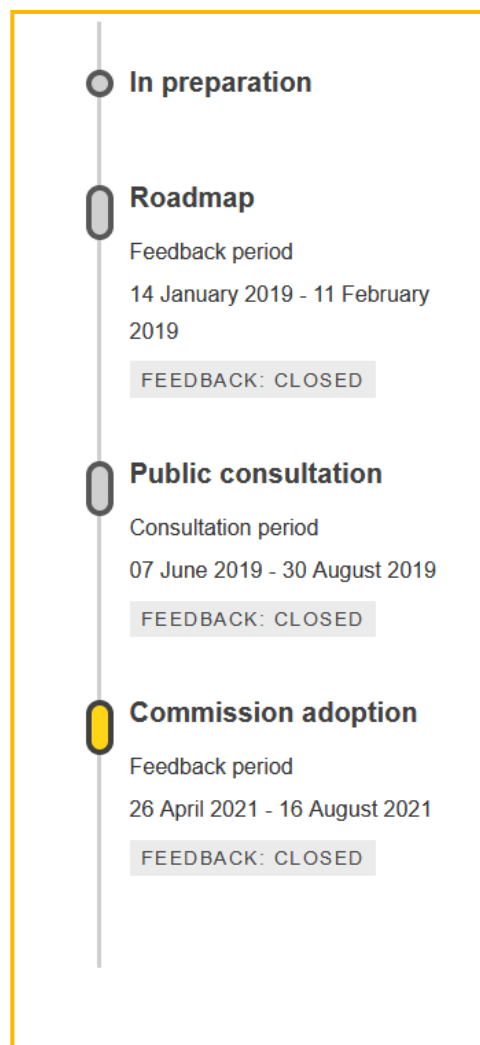 In preparation
Roadmap
Feedback period
14 January 2019 - 11 February
2019
FEEDBACK: CLOSED
Public consultation
Consultation period
07 June 2019 - 30 August 2019
FEEDBACK: CLOSED
Commission adoption
Feedback period
26 April 2021 - 16 August 2021
FEEDBACK: CLOSED